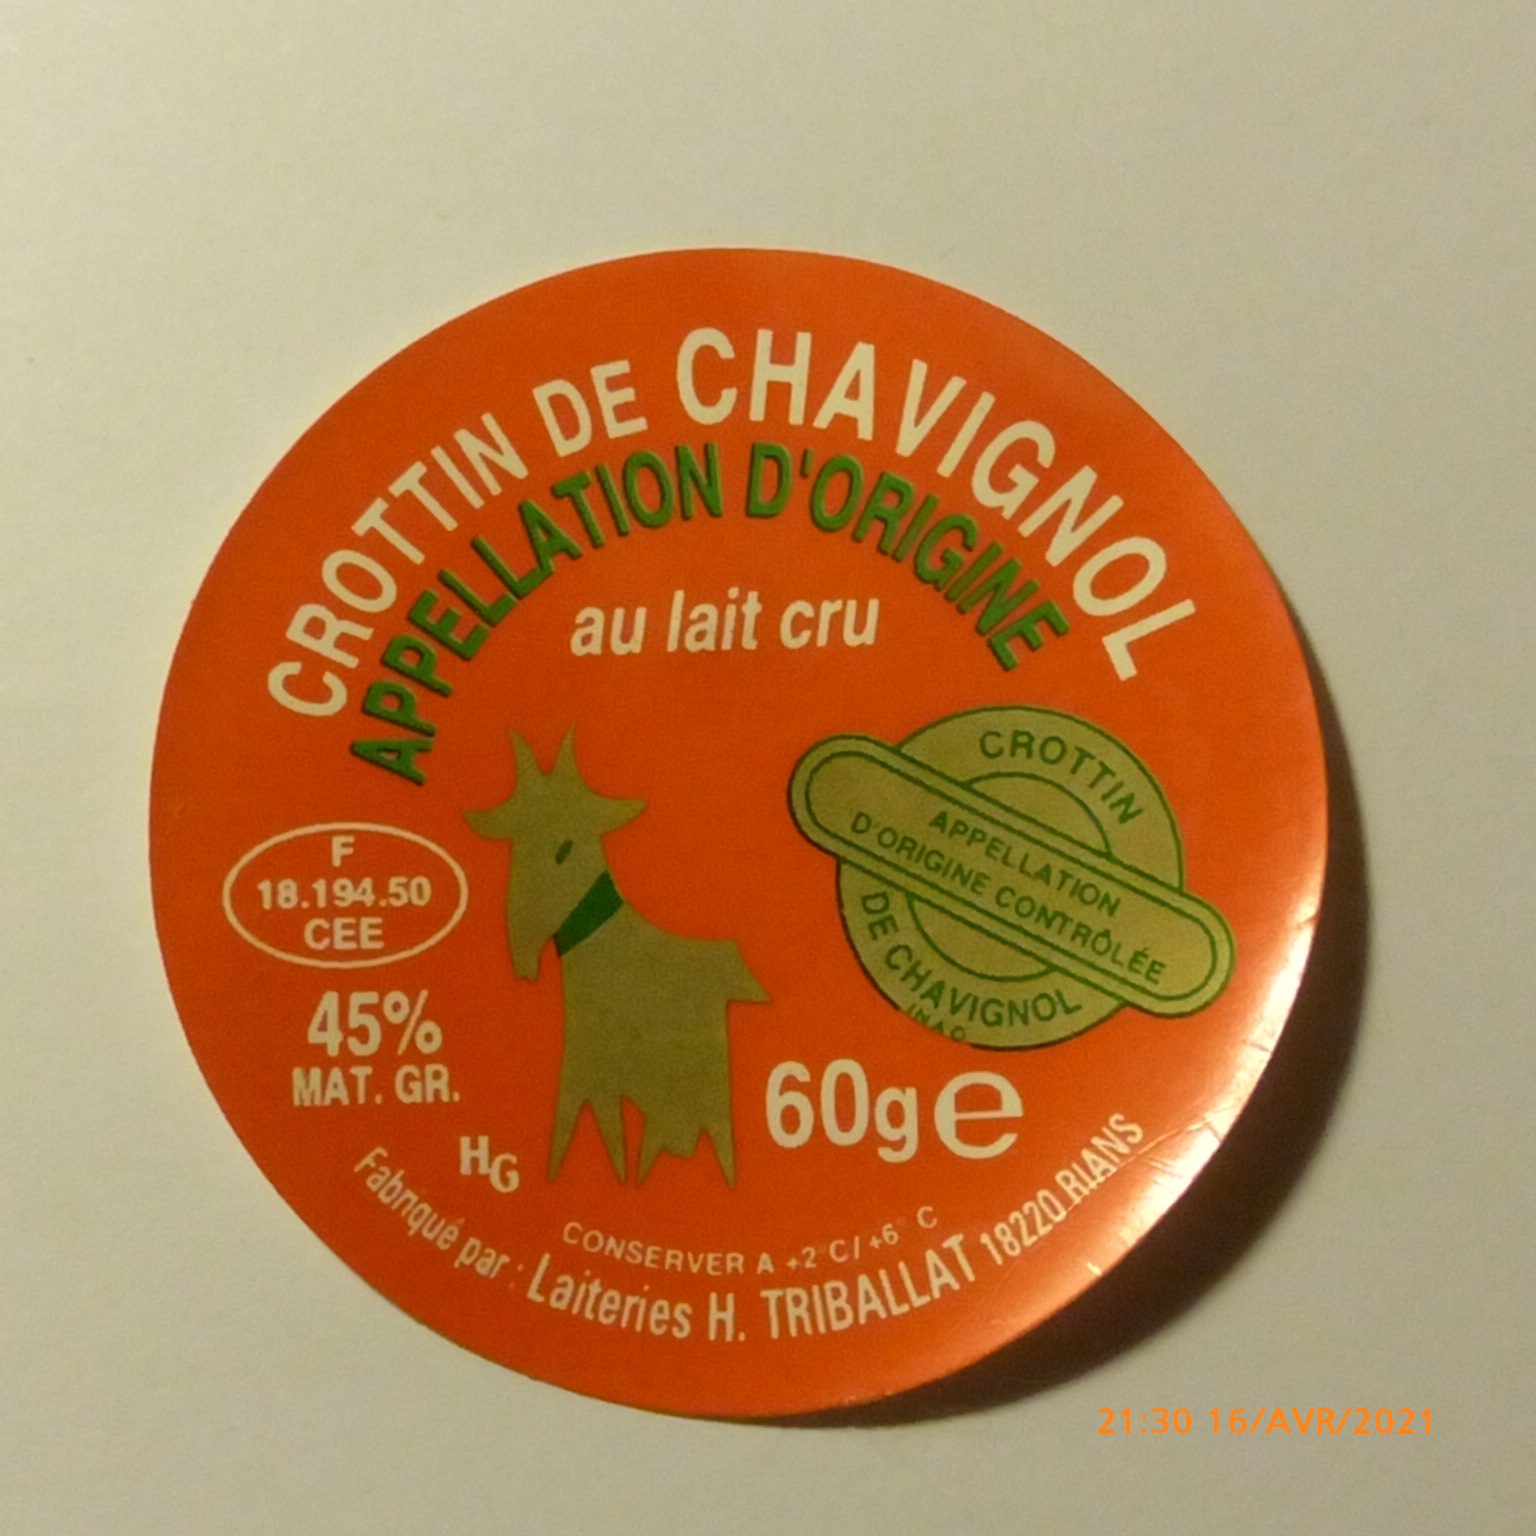 CROTTIN DE CHAVIGNOL
APPELLATION D'ORIGINE
au lait cru
CROTTIN
APPELLATION
D'ORIGINE CONTRÔLÉE
DE CHAVIGNOL
INAO
F
18.194.50
CEE
45%
MAT. GR.
HG
60g e
CONSERVER A +2°C/+6° C
Fabriqué par : Laiteries H. TRIBALLAT 18220 RIANS
21:30 16/AVR/2021